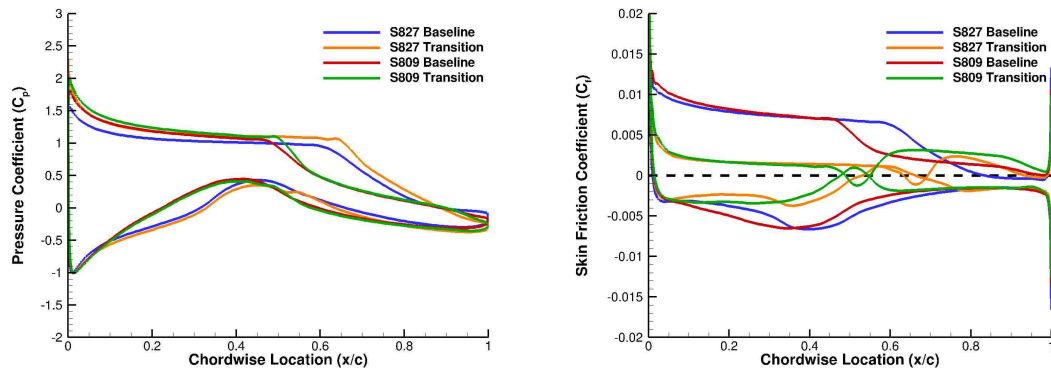 3
2.5
2
1.5
1
0.5
0
-0.5
-1
-1.5
-2
Pressure Coefficient (Cp)
S827 Baseline
S827 Transition
S809 Baseline
S809 Transition
0 0.2 0.4 0.6 0.8 1
Chordwise Location (x/c)
0.02
0.015
0.01
0.005
0
-0.005
-0.01
-0.015
-0.02
Skin Friction Coefficient (Cf)
S827 Baseline
S827 Transition
S809 Baseline
S809 Transition
0 0.2 0.4 0.6 0.8 1
Chordwise Location (x/c)